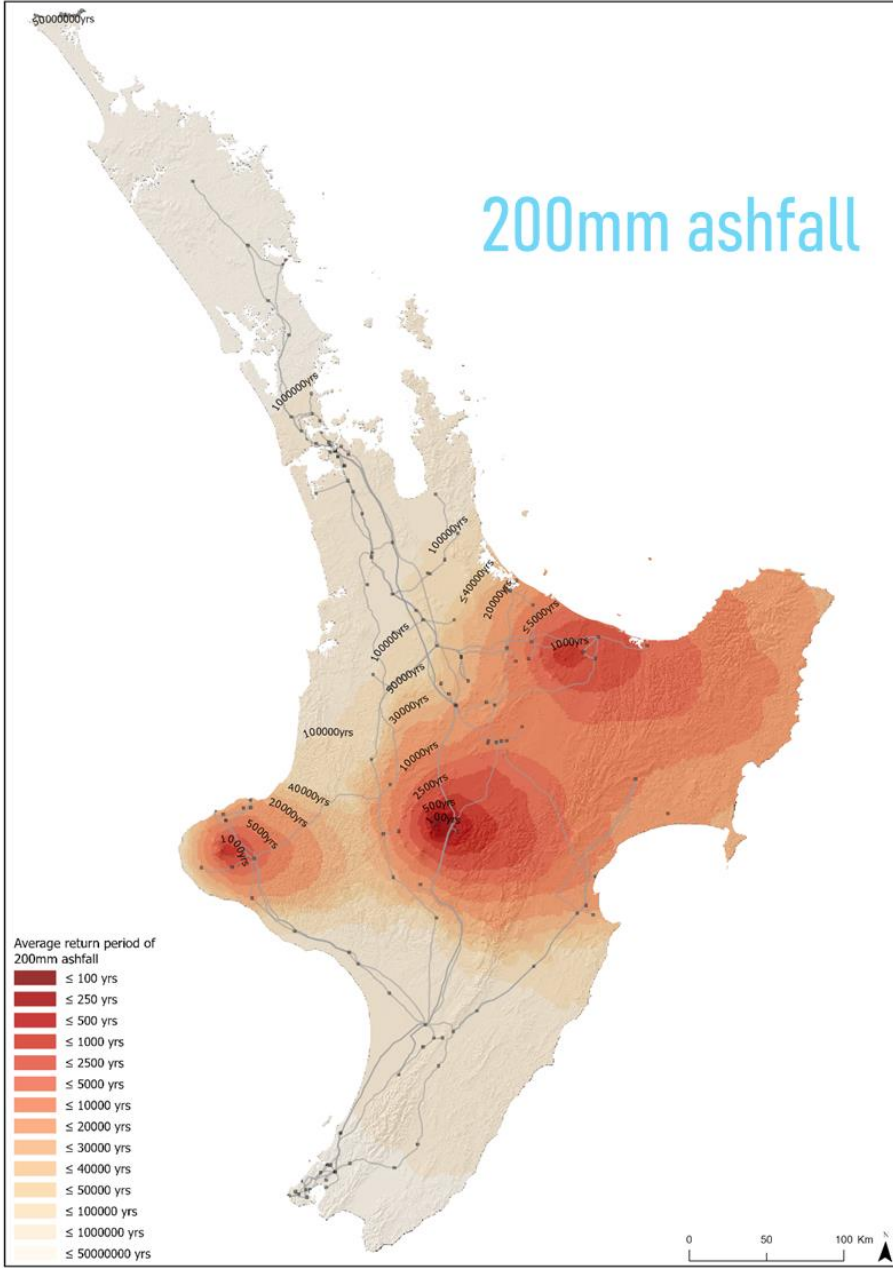 50000000yrs
200mm ashfall
1000000yrs
100000yrs
≤40000yrs
20000yrs
≤5000yrs
1000yrs
100000yrs
30000yrs
100000yrs
10000yrs
2500yrs
40000yrs
500yrs
20000yrs
100yrs
5000yrs
1000yrs
Average return period of
200mm ashfall
≤ 100 yrs
≤ 250 yrs
≤ 500 yrs
≤ 1000 yrs
≤ 2500 yrs
≤ 5000 yrs
≤ 10000 yrs
≤ 20000 yrs
≤ 30000 yrs
≤ 40000 yrs
≤ 50000 yrs
≤ 100000 yrs
≤ 1000000 yrs
≤ 50000000 yrs
0 50 100 Km
N